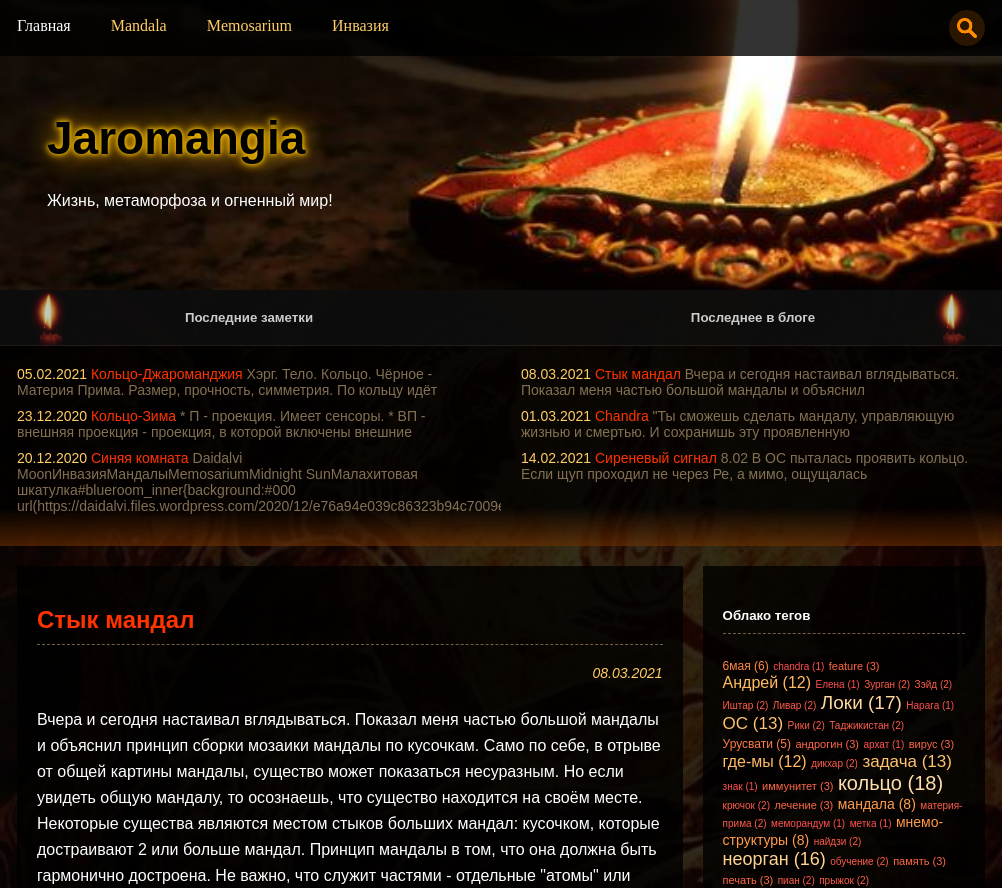 Главная Mandala Memosarium Инвазия
Jaromangia
Жизнь, метаморфоза и огненный мир!
Последние заметки
Последнее в блоге
05.02.2021 Кольцо-Джароманджия Хэрг. Тело. Кольцо. Чёрное -
Материя Прима. Размер, прочность, симметрия. По кольцу идёт
23.12.2020 Кольцо-Зима * П - проекция. Имеет сенсоры. * ВП -
внешняя проекция - проекция, в которой включены внешние
20.12.2020 Синяя комната Daidalvi
MoonИнвазияМандалыMemosariumMidnight SunМалахитовая
шкатулка#blueroom_inner{background:#000
url(https://daidalvi.files.wordpress.com/2020/12/e76a94e039c86323b94c7009e
08.03.2021 Стык мандал Вчера и сегодня настаивал вглядываться.
Показал меня частью большой мандалы и объяснил
01.03.2021 Chandra "Ты сможешь сделать мандалу, управляющую
жизнью и смертью. И сохранишь эту проявленную
14.02.2021 Сиреневый сигнал 8.02 В ОС пыталась проявить кольцо.
Если щуп проходил не через Ре, а мимо, ощущалась
Стык мандал
08.03.2021
Вчера и сегодня настаивал вглядываться. Показал меня частью большой мандалы
и объяснил принцип сборки мозаики мандалы по кусочкам. Само по себе, в отрыве
от общей картины мандалы, существо может показаться несуразным. Но если
увидеть общую мандалу, то осознаешь, что существо находится на своём месте.
Некоторые существа являются местом стыков больших мандал: кусочком, которые
достраивают 2 или больше мандал. Принцип мандалы в том, что она должна быть
гармонично достроена. Не важно, что служит частями - отдельные "атомы" или
Облако тегов
6мая (6) chandra (1) feature (3)
Андрей (12) Елена (1) Зурган (2) Зэйд (2)
Иштар (2) Ливар (2) Локи (17) Нарага (1)
ОС (13) Рики (2) Таджикистан (2)
Урусвати (5) андрогин (3) архат (1) вирус (3)
где-мы (12) дикхар (2) задача (13)
знак (1) иммунитет (3) кольцо (18)
крючок (2) лечение (3) мандала (8) материя-
прима (2) меморандум (1) метка (1) мнемо-
структуры (8) найдзи (2)
неорган (16) обучение (2) память (3)
печать (3) пиан (2) прыжок (2)